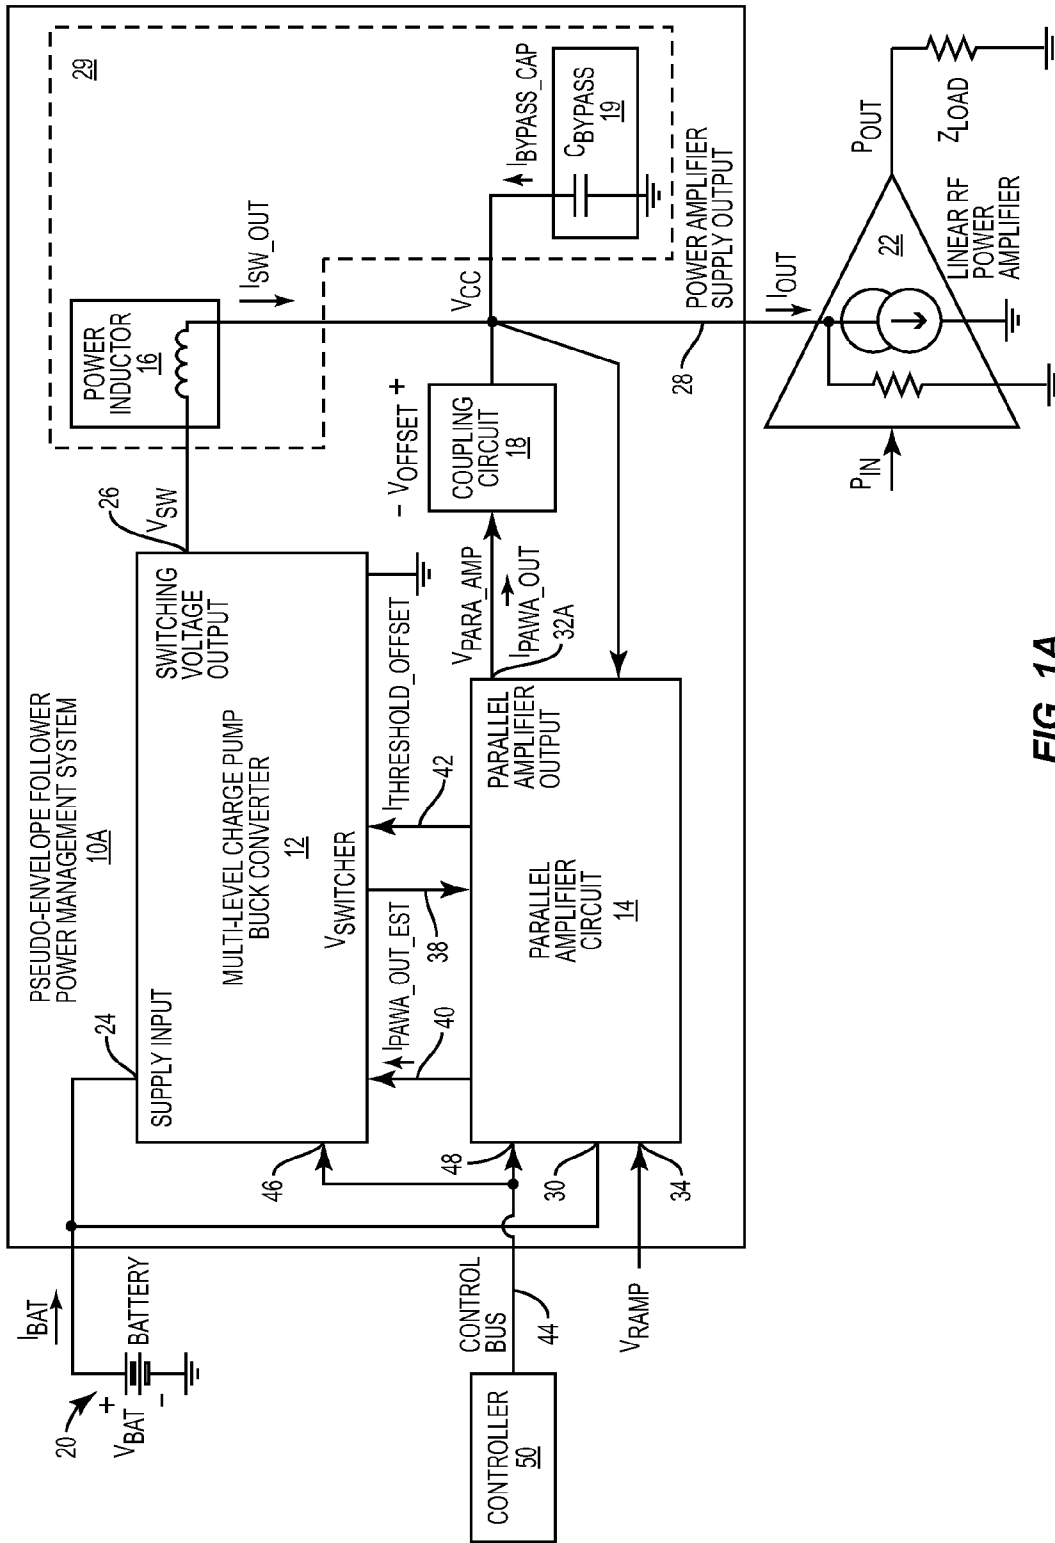 PSEUDO-ENVELOPE FOLLOWER
POWER MANAGEMENT SYSTEM
10A
29
POWER
INDUCTOR
16
ISW_OUT
IBYPASS_CAP
CBYPASS
19
VCC
IBAT
20
+
VBAT
-
BATTERY
24
SUPPLY INPUT
MULTI-LEVEL CHARGE PUMP
BUCK CONVERTER
12
SWITCHING
VOLTAGE
OUTPUT
26
VSW
VSWITCHER
46
IPAWA_OUT_EST
40
38
ITHRESHOLD_OFFSET
42
- VOFFSET +
COUPLING
CIRCUIT
18
VPARA_AMP
IPAWA_OUT
32A
PARALLEL
AMPLIFIER
OUTPUT
PARALLEL
AMPLIFIER
CIRCUIT
14
48
30
34
CONTROLLER
50
CONTROL
BUS
44
VRAMP
28
POWER AMPLIFIER
SUPPLY OUTPUT
IOUT
PIN
22
LINEAR RF
POWER
AMPLIFIER
POUT
ZLOAD
FIG. 1A